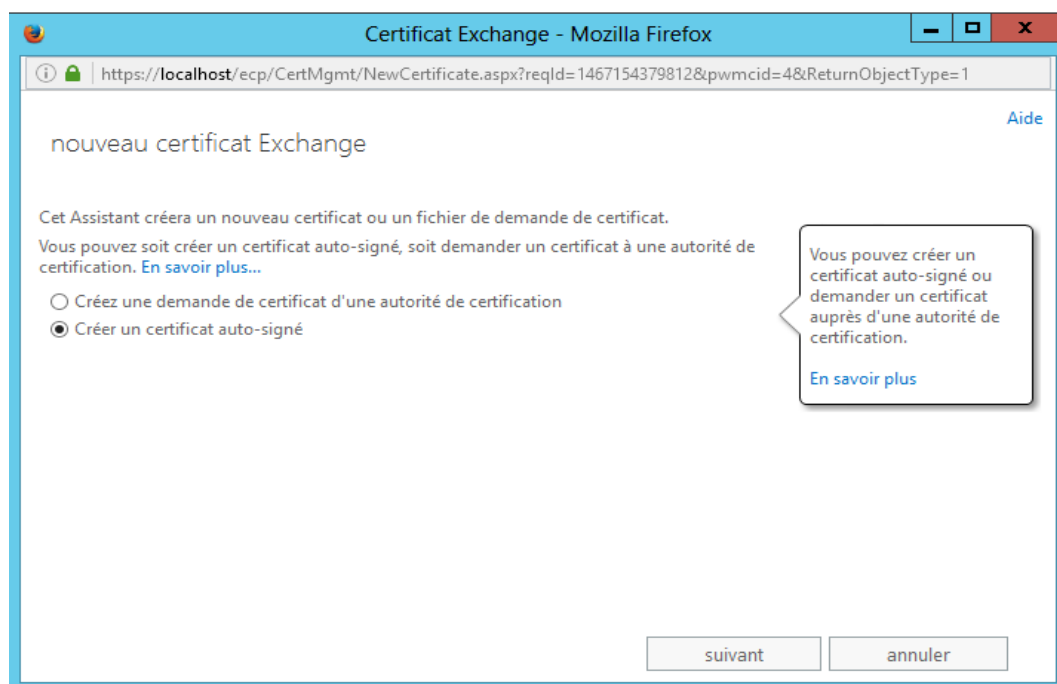 Certificat Exchange - Mozilla Firefox
https://localhost/ecp/CertMgmt/NewCertificate.aspx?reqId=1467154379812&pwmcid=4&ReturnObjectType=1
Aide
nouveau certificat Exchange
Cet Assistant créera un nouveau certificat ou un fichier de demande de certificat.
Vous pouvez soit créer un certificat auto-signé, soit demander un certificat à une autorité de
certification. En savoir plus...
Créez une demande de certificat d'une autorité de certification
Créer un certificat auto-signé
Vous pouvez créer un
certificat auto-signé ou
demander un certificat
auprès d'une autorité de
certification.
En savoir plus
suivant
annuler